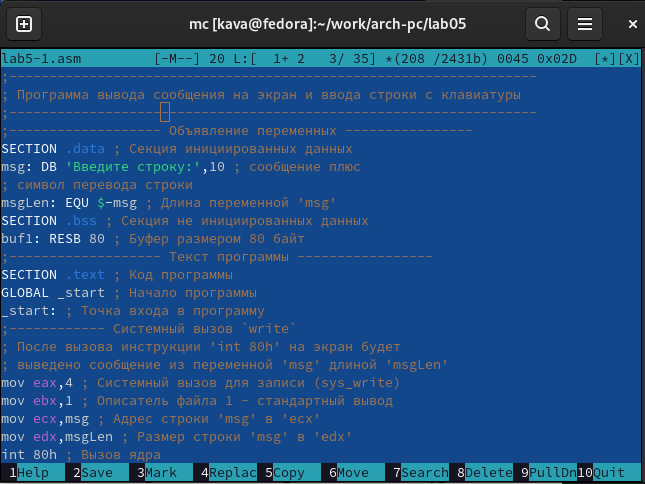 mc [kava@fedora]:~/work/arch-pc/lab05
lab5-1.asm [-M--] 20 L:[ 1+ 2 3/ 35] *(208 /2431b) 0045 0x02D [*][X]
;---------------------------------------------------------------
; Программа вывода сообщения на экран и ввода строки с клавиатуры
;---------------------------------------------------------------
;------------------- Объявление переменных ---------------
SECTION .data ; Секция инициированных данных
msg: DB 'Введите строку:',10 ; сообщение плюс
; символ перевода строки
msgLen: EQU $-msg ; Длина переменной 'msg'
SECTION .bss ; Секция не инициированных данных
buf1: RESB 80 ; Буфер размером 80 байт
;------------------- Текст программы -----------------
SECTION .text ; Код программы
GLOBAL _start ; Начало программы
_start: ; Точка входа в программу
;------------ Системный вызов `write`
; После вызова инструкции 'int 80h' на экран будет
; выведено сообщение из переменной 'msg' длиной 'msgLen'
mov eax,4 ; Системный вызов для записи (sys_write)
mov ebx,1 ; Описатель файла 1 - стандартный вывод
mov ecx,msg ; Адрес строки 'msg' в 'ecx'
mov edx,msgLen ; Размер строки 'msg' в 'edx'
int 80h ; Вызов ядра
1Help 2Save 3Mark 4Replac 5Copy 6Move 7Search 8Delete 9PullDn 10Quit